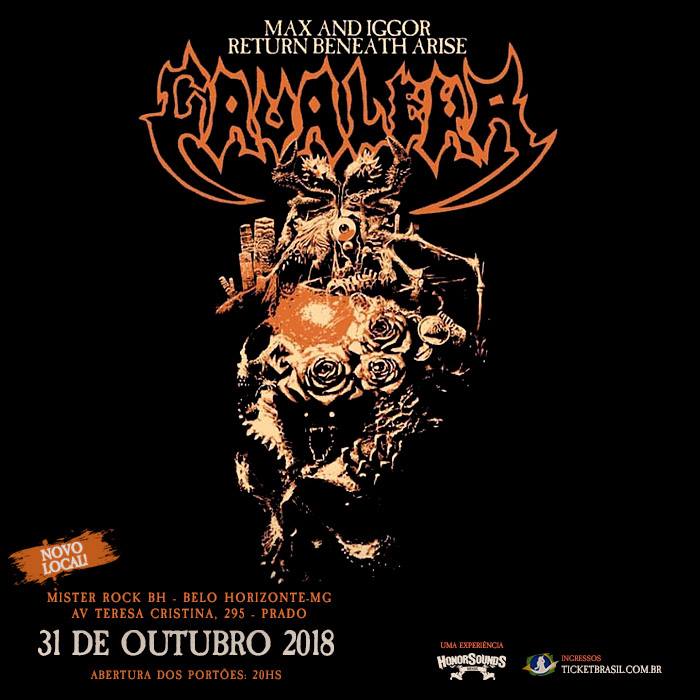 MAX AND IGGOR
RETURN BENEATH ARISE
CAVALERA
NOVO
LOCAL!
MISTER ROCK BH - BELO HORIZONTE-MG
AV TERESA CRISTINA, 295 - PRADO
31 DE OUTUBRO 2018
ABERTURA DOS PORTÕES: 20HS
UMA EXPERIÊNCIA
HONORSOUNDS
INGRESSOS
TICKETBRASIL.COM.BR